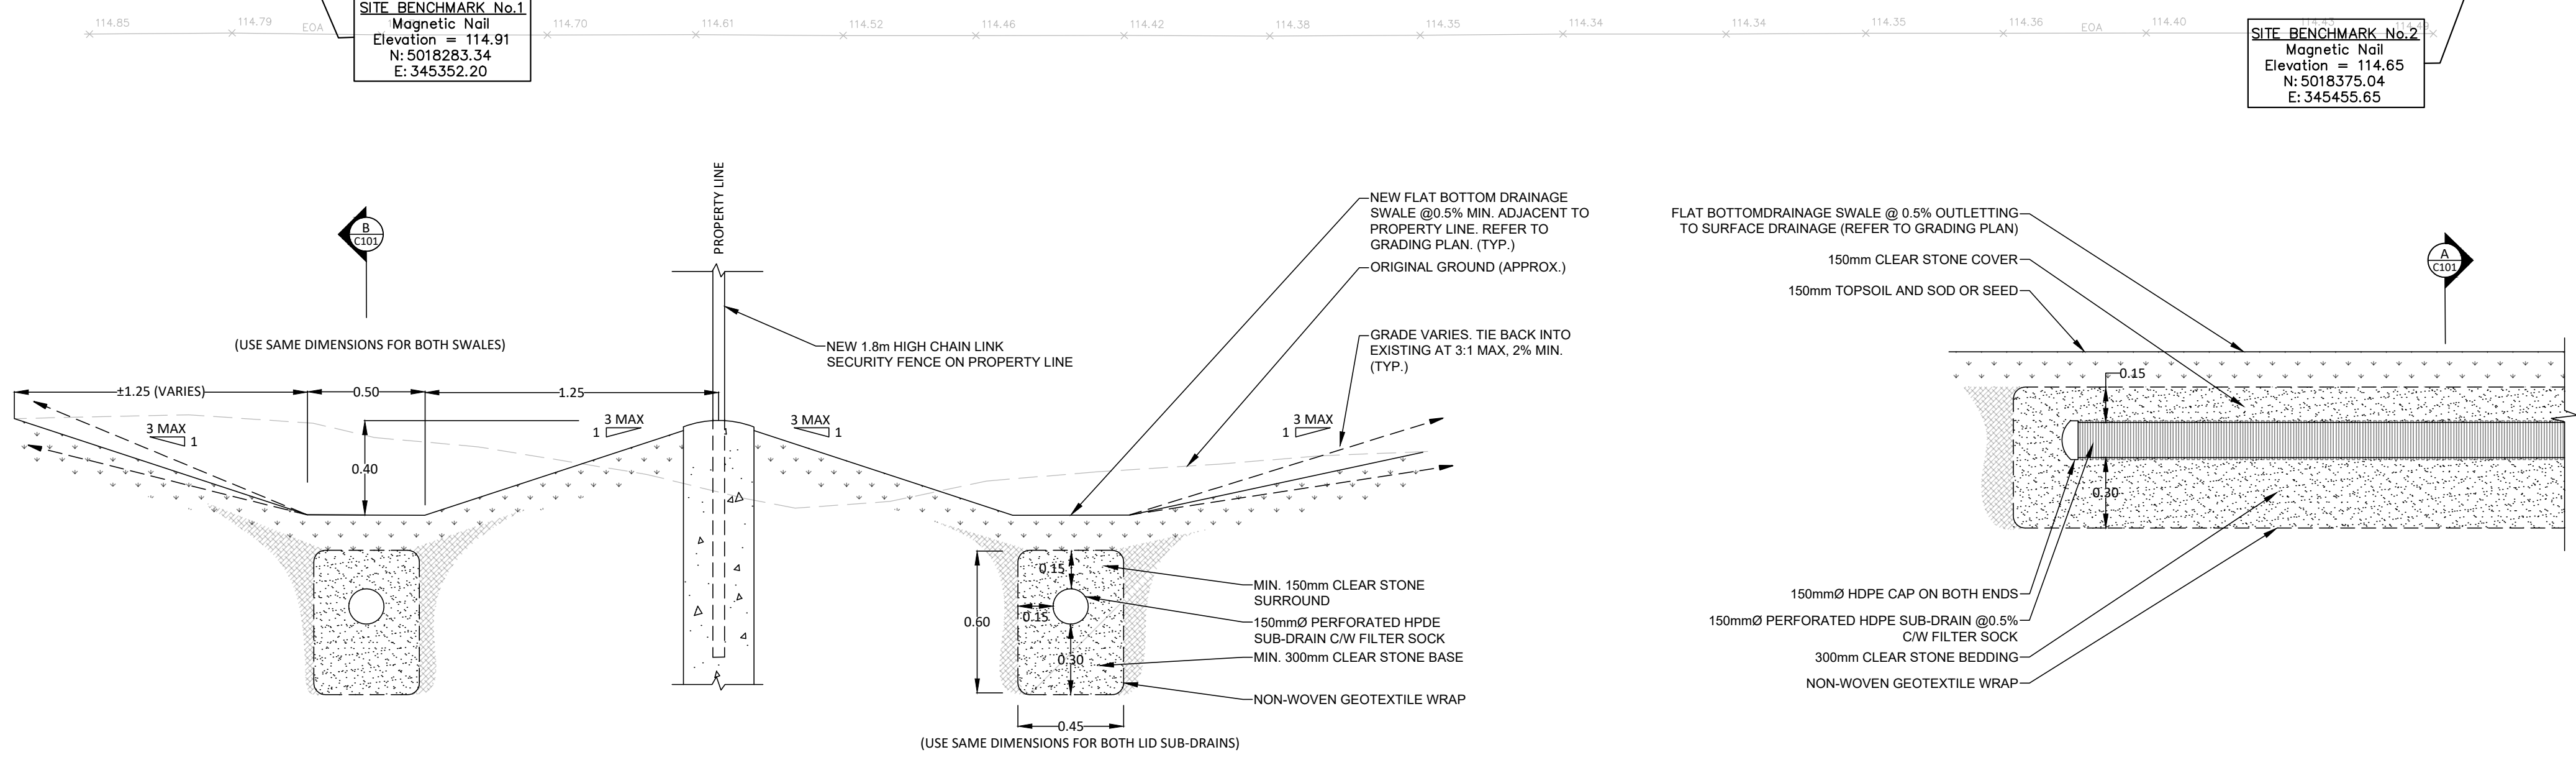 114.85
114.79
EOA
114.70
114.61
114.52
114.46
114.42
114.38
114.35
114.34
114.34
114.35
114.36
EOA
114.40
114.43
SITE BENCHMARK No.1
Magnetic Nail
Elevation = 114.91
N: 5018283.34
E: 345352.20
SITE BENCHMARK No.2
Magnetic Nail
Elevation = 114.65
N: 5018375.04
E: 345455.65
B
C101
(USE SAME DIMENSIONS FOR BOTH SWALES)
PROPERTY LINE
NEW 1.8m HIGH CHAIN LINK
SECURITY FENCE ON PROPERTY LINE
±1.25 (VARIES)
0.50
1.25
0.40
3 MAX
1
3 MAX
1
3 MAX
1
3 MAX
1
NEW FLAT BOTTOM DRAINAGE
SWALE @0.5% MIN. ADJACENT TO
PROPERTY LINE. REFER TO
GRADING PLAN. (TYP.)
ORIGINAL GROUND (APPROX.)
GRADE VARIES. TIE BACK INTO
EXISTING AT 3:1 MAX, 2% MIN.
(TYP.)
0.15
0.15
0.60
0.30
0.45
MIN. 150mm CLEAR STONE
SURROUND
150mmØ PERFORATED HPDE
SUB-DRAIN C/W FILTER SOCK
MIN. 300mm CLEAR STONE BASE
NON-WOVEN GEOTEXTILE WRAP
(USE SAME DIMENSIONS FOR BOTH LID SUB-DRAINS)
FLAT BOTTOMDRAINAGE SWALE @ 0.5% OUTLETTING
TO SURFACE DRAINAGE (REFER TO GRADING PLAN)
150mm CLEAR STONE COVER
150mm TOPSOIL AND SOD OR SEED
A
C101
0.15
0.30
150mmØ HDPE CAP ON BOTH ENDS
150mmØ PERFORATED HDPE SUB-DRAIN @0.5%
C/W FILTER SOCK
300mm CLEAR STONE BEDDING
NON-WOVEN GEOTEXTILE WRAP